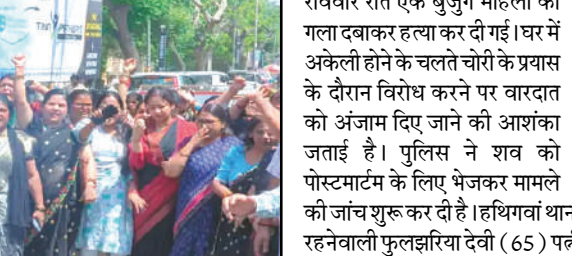 रविवार रात एक बुजुर्ग महिला की
गला दबाकर हत्या कर दी गई। घर में
अकेली होने के चलते चोरी के प्रयास
के दौरान विरोध करने पर वारदात
को अंजाम दिए जाने की आशंका
जताई है। पुलिस ने शव को
पोस्टमार्टम के लिए भेजकर मामले
की जांच शुरू कर दी है। हथिगवां थान
रहनेवाली फुलझरिया देवी (65) पत्न